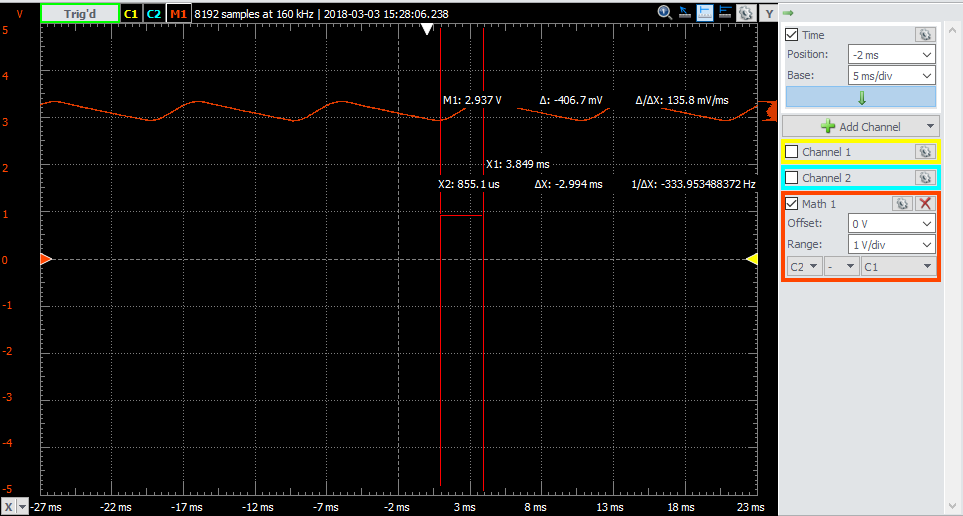 V Trig'd C1 C2 M1 8192 samples at 160 kHz | 2018-03-03 15:28:06.238 Y
5
4
3
2
1
0
-1
-2
-3
-4
-5
M1: 2.937 V Δ: -406.7 mV Δ/ΔX: 135.8 mV/ms
X1: 3.849 ms
X2: 855.1 us ΔX: -2.994 ms 1/ΔX: -333.953488372 Hz
X -27 ms -22 ms -17 ms -12 ms -7 ms -2 ms 3 ms 8 ms 13 ms 18 ms 23 ms
Time
Position: -2 ms
Base: 5 ms/div
Add Channel
Channel 1
Channel 2
Math 1
Offset: 0 V
Range: 1 V/div
C2 - C1